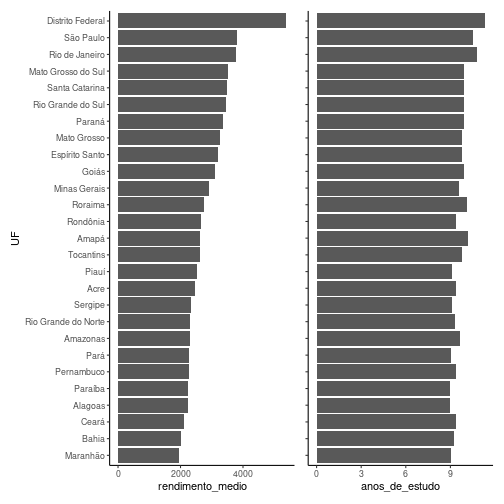 UF
Distrito Federal
São Paulo
Rio de Janeiro
Mato Grosso do Sul
Santa Catarina
Rio Grande do Sul
Paraná
Mato Grosso
Espírito Santo
Goiás
Minas Gerais
Roraima
Rondônia
Amapá
Tocantins
Piauí
Acre
Sergipe
Rio Grande do Norte
Amazonas
Pará
Pernambuco
Paraíba
Alagoas
Ceará
Bahia
Maranhão
0 2000 4000
rendimento_medio
0 3 6 9
anos_de_estudo